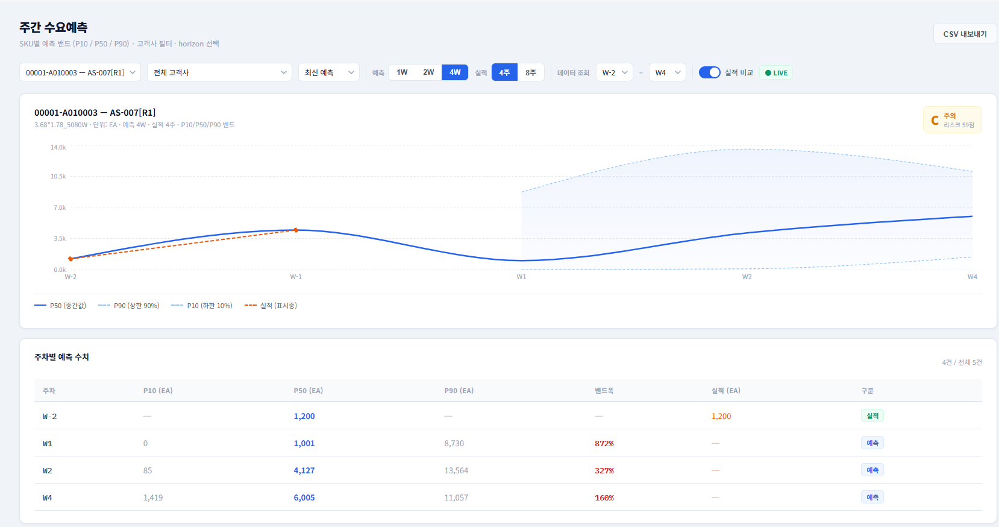 주간 수요예측
SKU별 예측 밴드 (P10 / P50 / P90) · 고객사 필터 · horizon 선택
CSV 내보내기
00001-A010003 — AS-007[R1] 전체 고객사 최신 예측 예측 1W 2W 4W 실적 4주 8주 데이터 조회 W-2 ~ W4 실적 비교 LIVE
00001-A010003 — AS-007[R1]
3.68*1.78_5080W · 단위: EA · 예측 4W · 실적 4주 · P10/P50/P90 밴드
C 주의
리스크 59점
14.0k
10.5k
7.0k
3.5k
0.0k
W-2 W-1 W1 W2 W4
P50 (중간값) P90 (상한 90%) P10 (하한 10%) 실적 (표시중)
주차별 예측 수치
4건 / 전체 5건
주차 P10 (EA) P50 (EA) P90 (EA) 밴드폭 실적 (EA) 구분
W-2 — 1,200 — — 1,200 실적
W1 0 1,001 8,730 872% — 예측
W2 85 4,127 13,564 327% — 예측
W4 1,419 6,005 11,057 160% — 예측